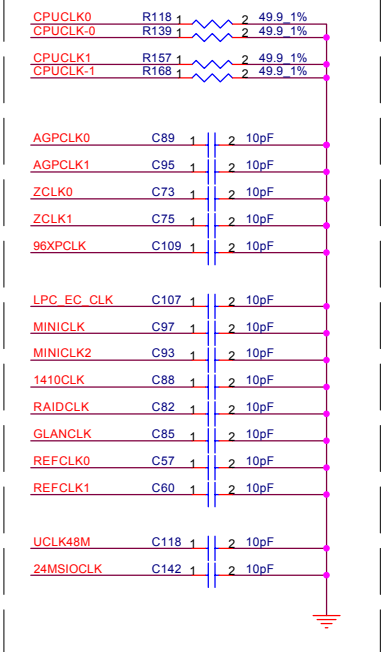 CPUCLK0 R118 1 2 49.9_1%
CPUCLK-0 R139 1 2 49.9_1%
CPUCLK1 R157 1 2 49.9_1%
CPUCLK-1 R168 1 2 49.9_1%
AGPCLK0 C89 1 2 10pF
AGPCLK1 C95 1 2 10pF
ZCLK0 C73 1 2 10pF
ZCLK1 C75 1 2 10pF
96XPCLK C109 1 2 10pF
LPC_EC_CLK C107 1 2 10pF
MINICLK C97 1 2 10pF
MINICLK2 C93 1 2 10pF
1410CLK C88 1 2 10pF
RAIDCLK C82 1 2 10pF
GLANCLK C85 1 2 10pF
REFCLK0 C57 1 2 10pF
REFCLK1 C60 1 2 10pF
UCLK48M C118 1 2 10pF
24MSIOCLK C142 1 2 10pF